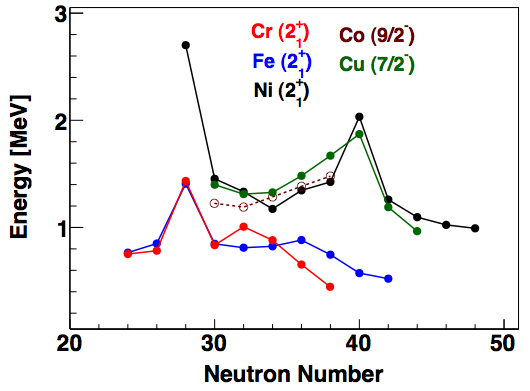 3
Cr (2⁺₁) Co (9/2⁻)
Fe (2⁺₁) Cu (7/2⁻)
Ni (2⁺₁)
2
1
Energy [MeV]
20 30 40 50
Neutron Number